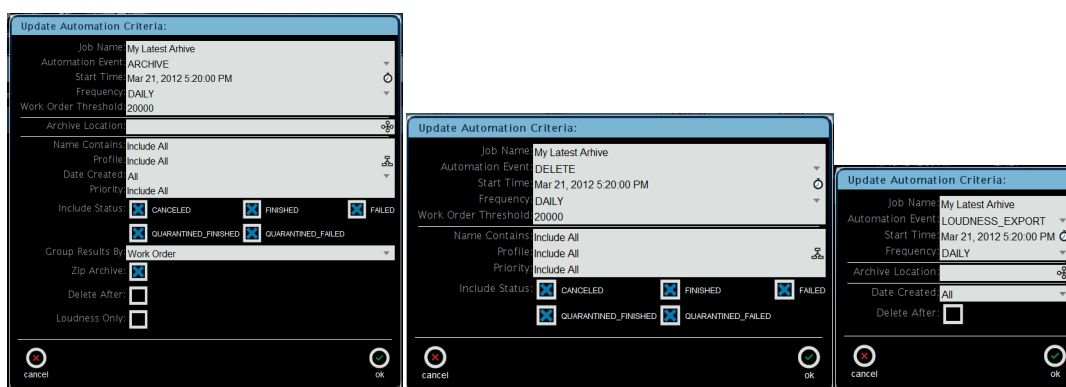 Update Automation Criteria:
Job Name: My Latest Arhive
Automation Event: ARCHIVE
Start Time: Mar 21, 2012 5:20:00 PM
Frequency: DAILY
Work Order Threshold: 20000
Archive Location:
Name Contains: Include All
Profile: Include All
Date Created: All
Priority: Include All
Include Status: CANCELED FINISHED FAILED
QUARANTINED_FINISHED QUARANTINED_FAILED
Group Results By: Work Order
Zip Archive:
Delete After:
Loudness Only:
cancel ok
Update Automation Criteria:
Job Name: My Latest Arhive
Automation Event: DELETE
Start Time: Mar 21, 2012 5:20:00 PM
Frequency: DAILY
Work Order Threshold: 20000
Name Contains: Include All
Profile: Include All
Priority: Include All
Include Status: CANCELED FINISHED FAILED
QUARANTINED_FINISHED QUARANTINED_FAILED
cancel ok
Update Automation Criteria:
Job Name: My Latest Arhive
Automation Event: LOUDNESS_EXPORT
Start Time: Mar 21, 2012 5:20:00 PM
Frequency: DAILY
Archive Location:
Date Created: All
Delete After:
cancel ok